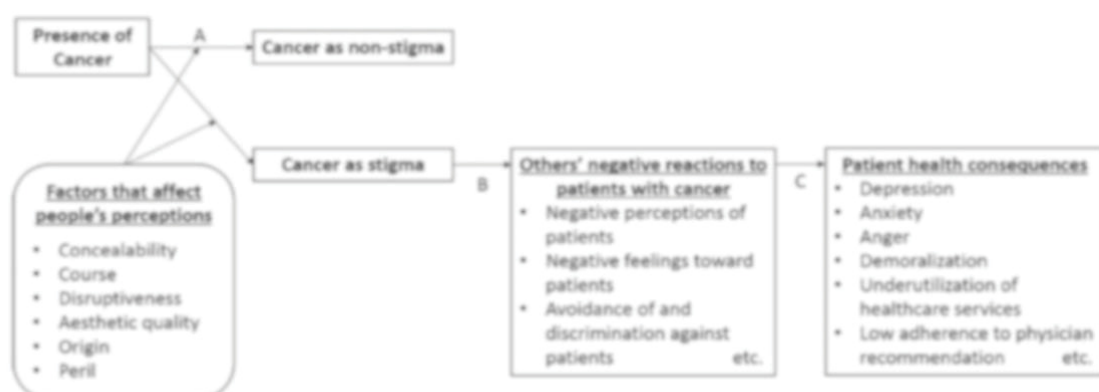 Presence of
Cancer
A
Cancer as non-stigma
Cancer as stigma
B
Factors that affect
people's perceptions
• Concealability
• Course
• Disruptiveness
• Aesthetic quality
• Origin
• Peril
Others' negative reactions to
patients with cancer
• Negative perceptions of
patients
• Negative feelings toward
patients
• Avoidance of and
discrimination against
patients etc.
C
Patient health consequences
• Depression
• Anxiety
• Anger
• Demoralization
• Underutilization of
healthcare services
• Low adherence to physician
recommendation etc.